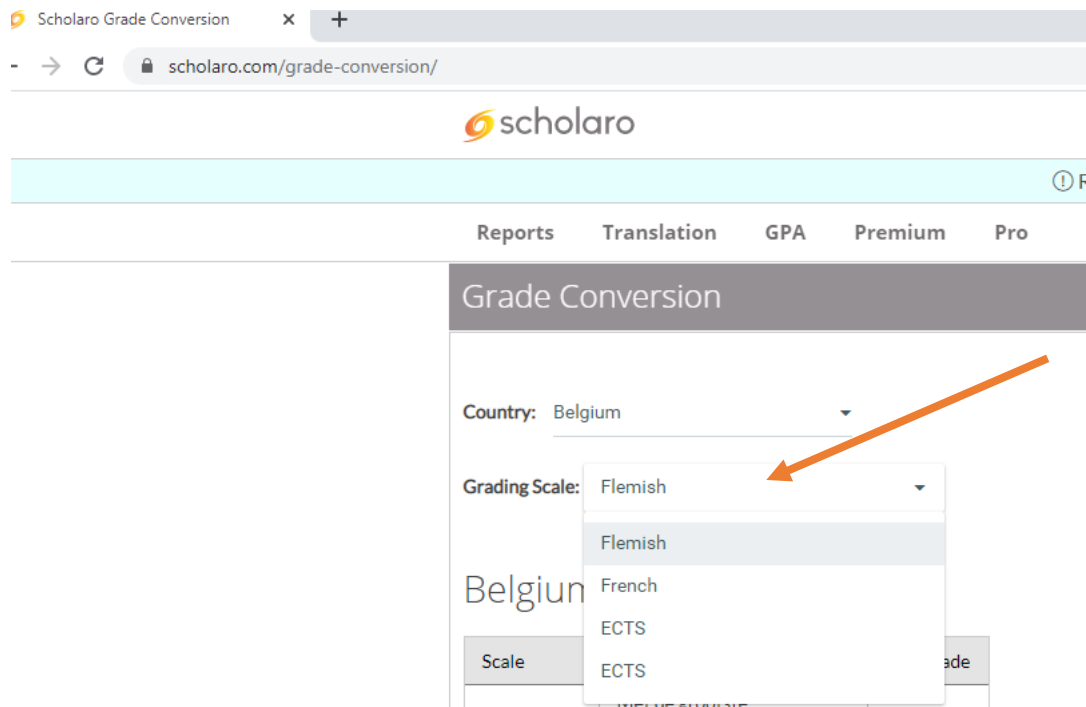 Scholaro Grade Conversion
scholaro.com/grade-conversion/
scholaro
Reports Translation GPA Premium Pro
Grade Conversion
Country: Belgium
Grading Scale: Flemish
Flemish
French
ECTS
ECTS
Belgium
Scale